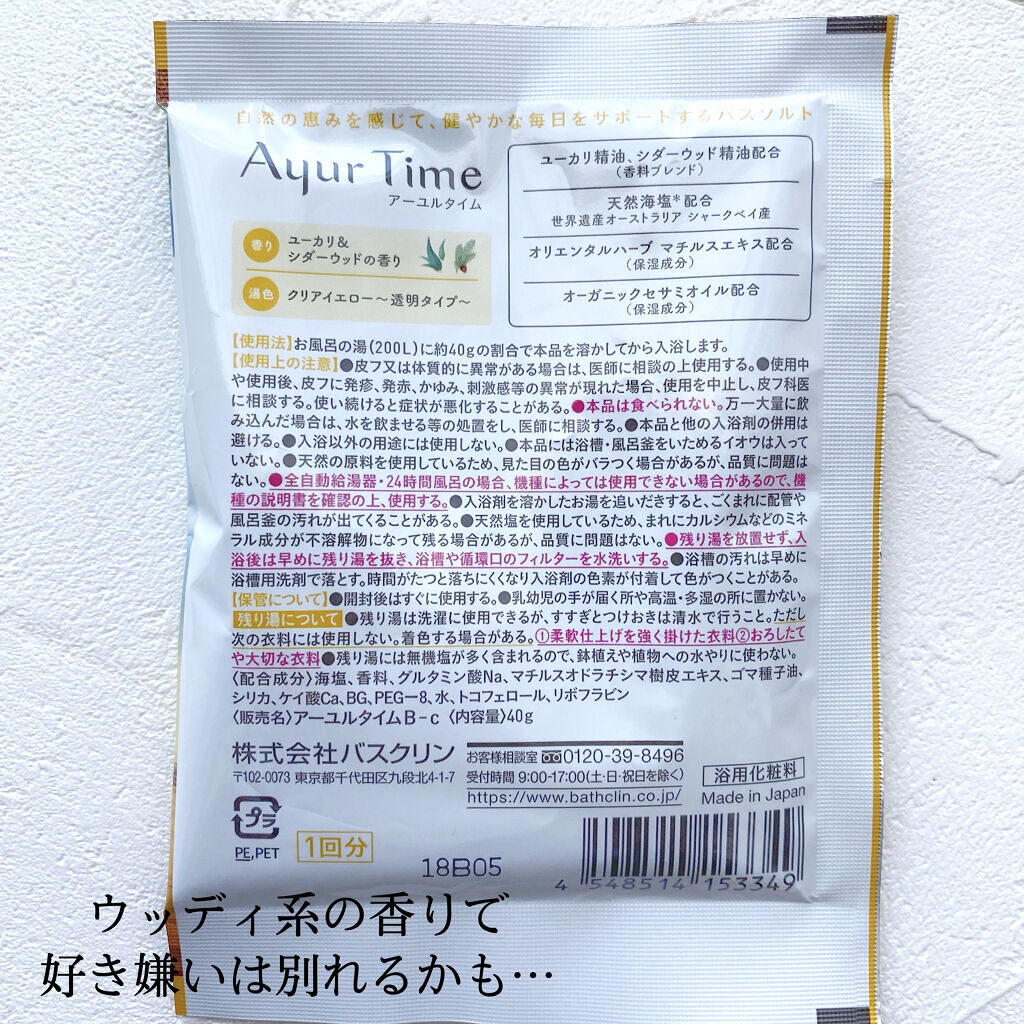 自然の恵みを感じて、健やかな毎日をサポートするバスソルト
Ayur Time
アーユルタイム
香り ユーカリ&
シダーウッドの香り
湯色 クリアイエロー〜透明タイプ〜
ユーカリ精油、シダーウッド精油配合
(香料ブレンド)
天然海塩*配合
世界遺産オーストラリア シャークベイ産
オリエンタルハーブ マチルスエキス配合
(保湿成分)
オーガニックセサミオイル配合
(保湿成分)
【使用法】お風呂の湯(200L)に約40gの割合で本品を溶かしてから入浴します。
【使用上の注意】●皮フ又は体質的に異常がある場合は、医師に相談の上使用する。●使用中
や使用後、皮フに発疹、発赤、かゆみ、刺激感等の異常が現れた場合、使用を中止し、皮フ科医
に相談する。使い続けると症状が悪化することがある。●本品は食べられない。万一大量に飲
み込んだ場合は、水を飲ませる等の処置をし、医師に相談する。●本品と他の入浴剤の併用は
避ける。●入浴以外の用途には使用しない。●本品には浴槽・風呂釜をいためるイオウは入って
いない。●天然の原料を使用しているため、見た目の色がバラつく場合があるが、品質に問題は
ない。●全自動給湯器・24時間風呂の場合、機種によっては使用できない場合があるので、機
種の説明書を確認の上、使用する。●入浴剤を溶かしたお湯を追いだきすると、ごくまれに配管や
風呂釜の汚れが出てくることがある。●天然塩を使用しているため、まれにカルシウムなどのミネ
ラル成分が不溶解物になって残る場合があるが、品質に問題はない。●残り湯を放置せず、入
浴後は早めに残り湯を抜き、浴槽や循環口のフィルターを水洗いする。●浴槽の汚れは早めに
浴槽用洗剤で落とす。時間がたつと落ちにくくなり入浴剤の色素が付着して色がつくことがある。
【保管について】●開封後はすぐに使用する。●乳幼児の手が届く所や高温・多湿の所に置かない。
残り湯について ●残り湯は洗濯に使用できるが、すすぎとつけおきは清水で行うこと。ただし
次の衣料には使用しない。着色する場合がある。①柔軟仕上げを強く掛けた衣料②おろしたて
や大切な衣料●残り湯には無機塩が多く含まれるので、鉢植えや植物への水やりに使わない。
〈配合成分〉海塩、香料、グルタミン酸Na、マチルスオドラチシマ樹皮エキス、ゴマ種子油、
シリカ、ケイ酸Ca、BG、PEGー8、水、トコフェロール、リボフラビン
〈販売名〉アーユルタイムB-c 〈内容量〉40g
株式会社バスクリン
〒102-0073 東京都千代田区九段北4-1-7
お客様相談室 0120-39-8496
受付時間 9:00-17:00(土・日・祝日を除く)
https://www.bathclin.co.jp/
浴用化粧料
Made in Japan
プラ
PE,PET
1回分
18B05
4 548514 153349
ウッディ系の香りで
好き嫌いは別れるかも…